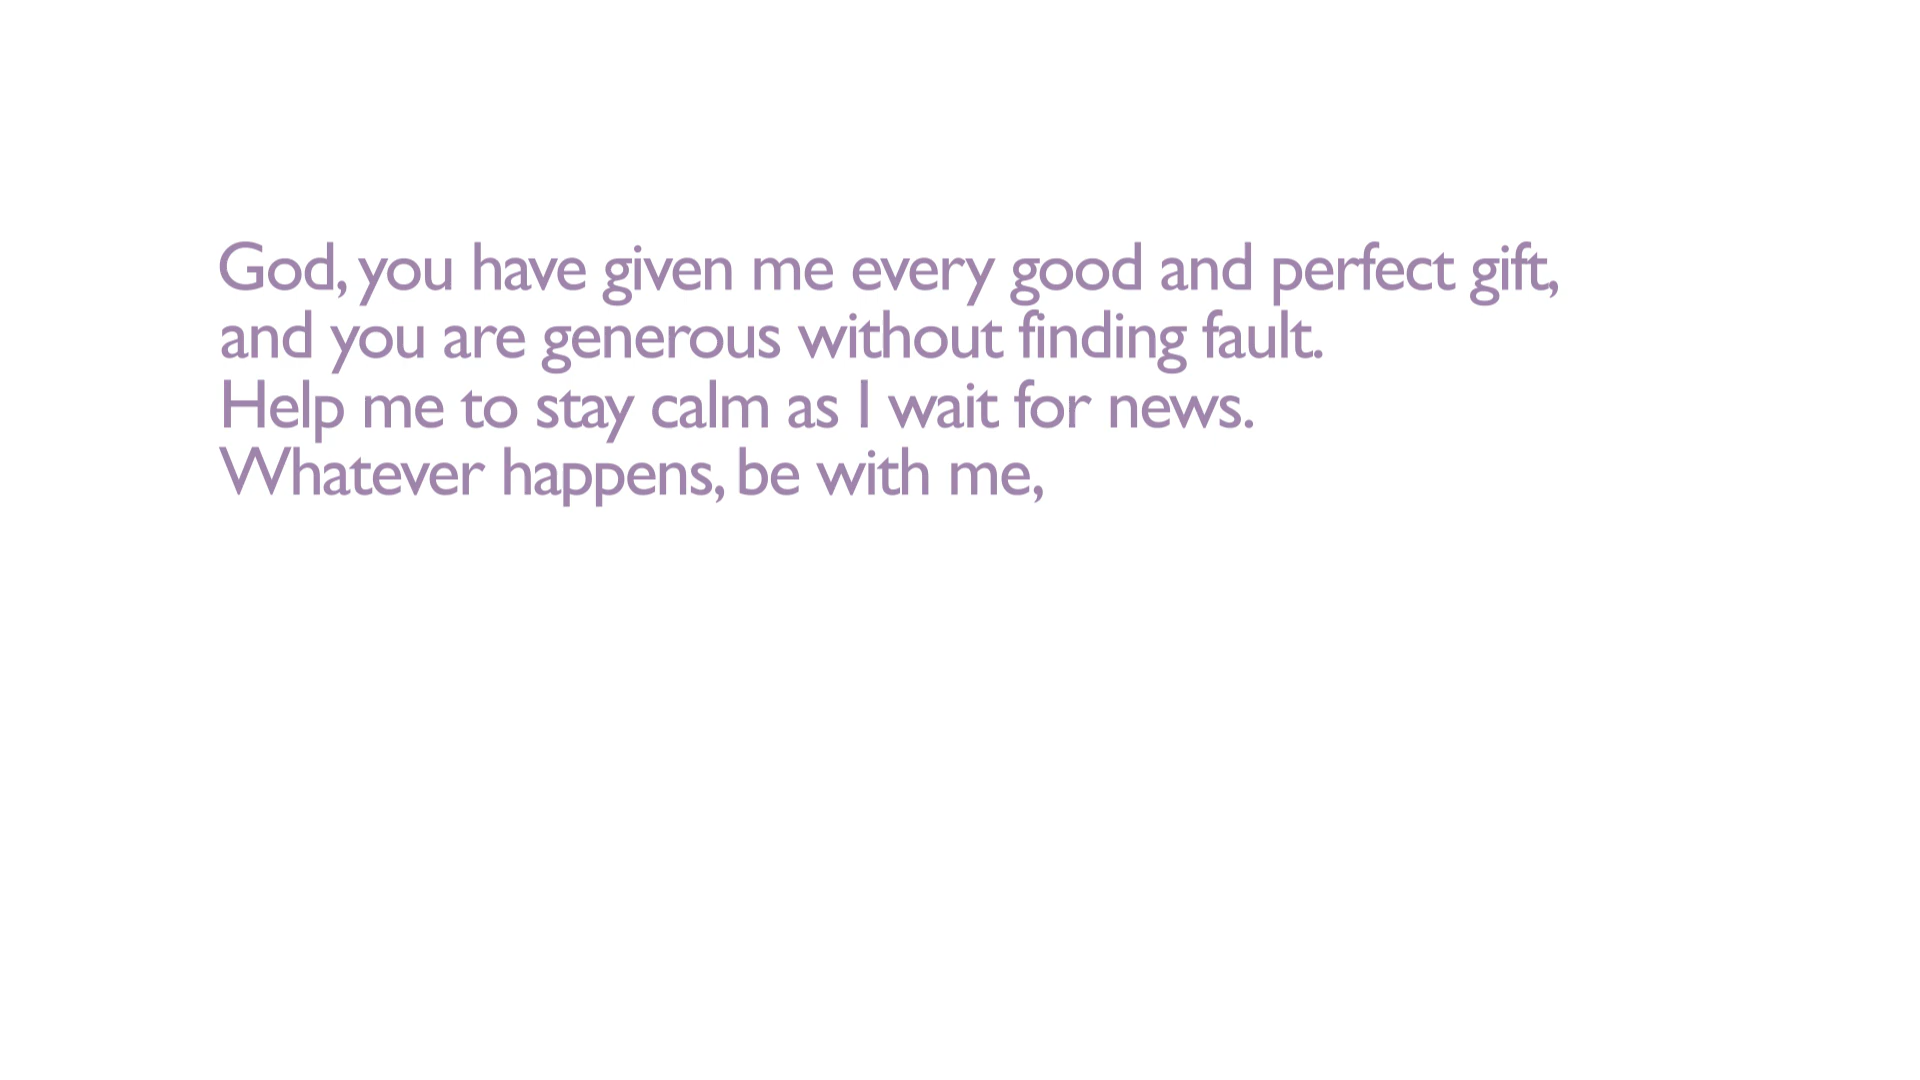 God, you have given me every good and perfect gift,
and you are generous without finding fault.
Help me to stay calm as I wait for news.
Whatever happens, be with me,